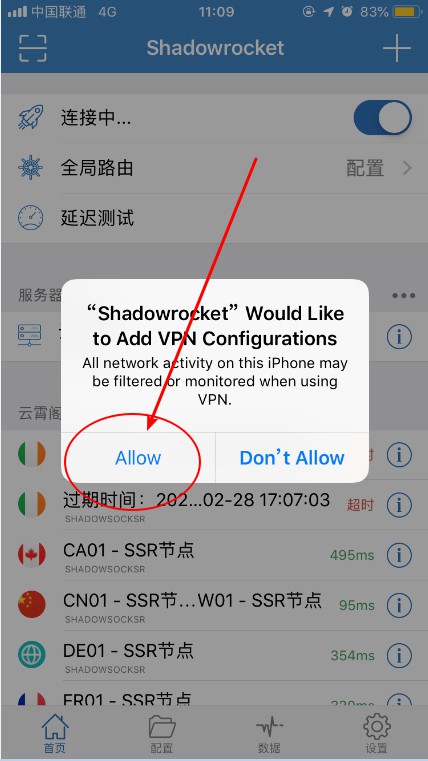 中国联通 4G 11:09 83%
Shadowrocket
连接中...
全局路由 配置
延迟测试
服务器
“Shadowrocket” Would Like
to Add VPN Configurations
All network activity on this iPhone may
be filtered or monitored when using
VPN.
Allow Don't Allow
云霄阁
过期时间：202...02-28 17:07:03 超时
SHADOWSOCKSR
CA01 - SSR节点 495ms
SHADOWSOCKSR
CN01 - SSR节...W01 - SSR节点 95ms
SHADOWSOCKSR
DE01 - SSR节点 354ms
SHADOWSOCKSR
FR01 - SSR节点 320ms
首页 配置 数据 设置